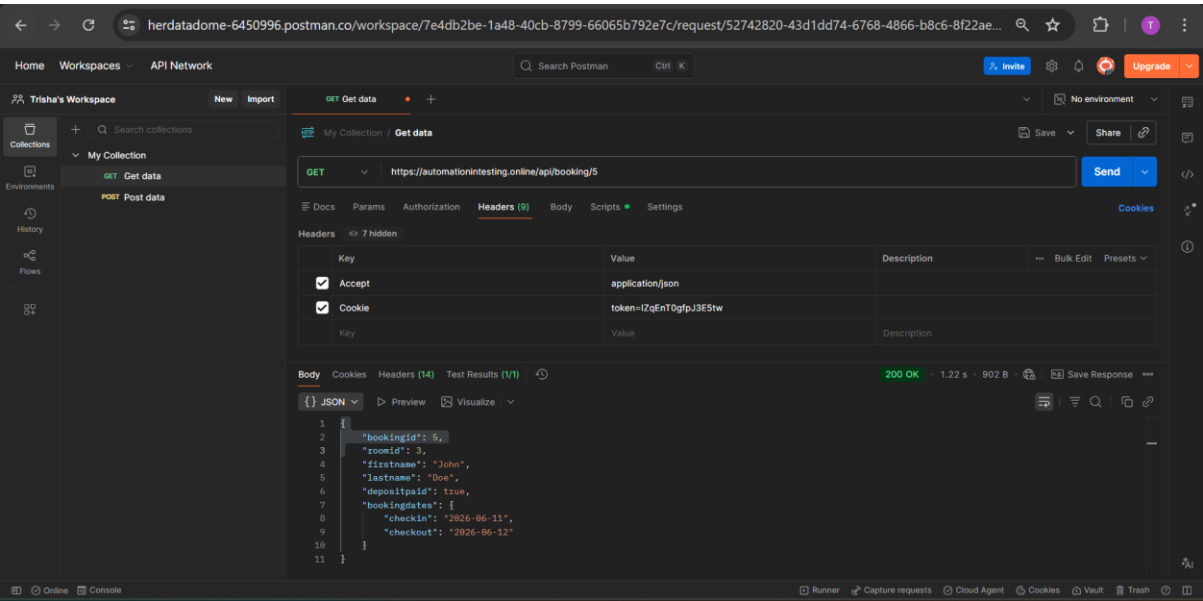 herdatadome-6450996.postman.co/workspace/7e4db2be-1a48-40cb-8799-66065b792e7c/request/52742820-43d1dd74-6768-4866-b8c6-8f22ae...
T
Home Workspaces API Network
Search Postman Ctrl K
Invite
Upgrade
Trisha's Workspace New Import
GET Get data
No environment
Collections
Search collections
My Collection
GET Get data
POST Post data
Environments
History
Flows
HTTP My Collection / Get data
Save Share
GET https://automationintesting.online/api/booking/5 Send
Docs Params Authorization Headers (9) Body Scripts Settings Cookies
Headers 7 hidden
Key Value Description Bulk Edit Presets
Accept application/json
Cookie token=IZqEnT0gfpJ3E5tw
Key Value Description
Body Cookies Headers (14) Test Results (1/1) 200 OK 1.22 s 902 B Save Response
{ } JSON Preview Visualize
1 {
2 "bookingid": 5,
3 "roomid": 3,
4 "firstname": "John",
5 "lastname": "Doe",
6 "depositpaid": true,
7 "bookingdates": {
8 "checkin": "2026-06-11",
9 "checkout": "2026-06-12"
10 }
11 }
AI
Online Console Runner Capture requests Cloud Agent Cookies Vault Trash